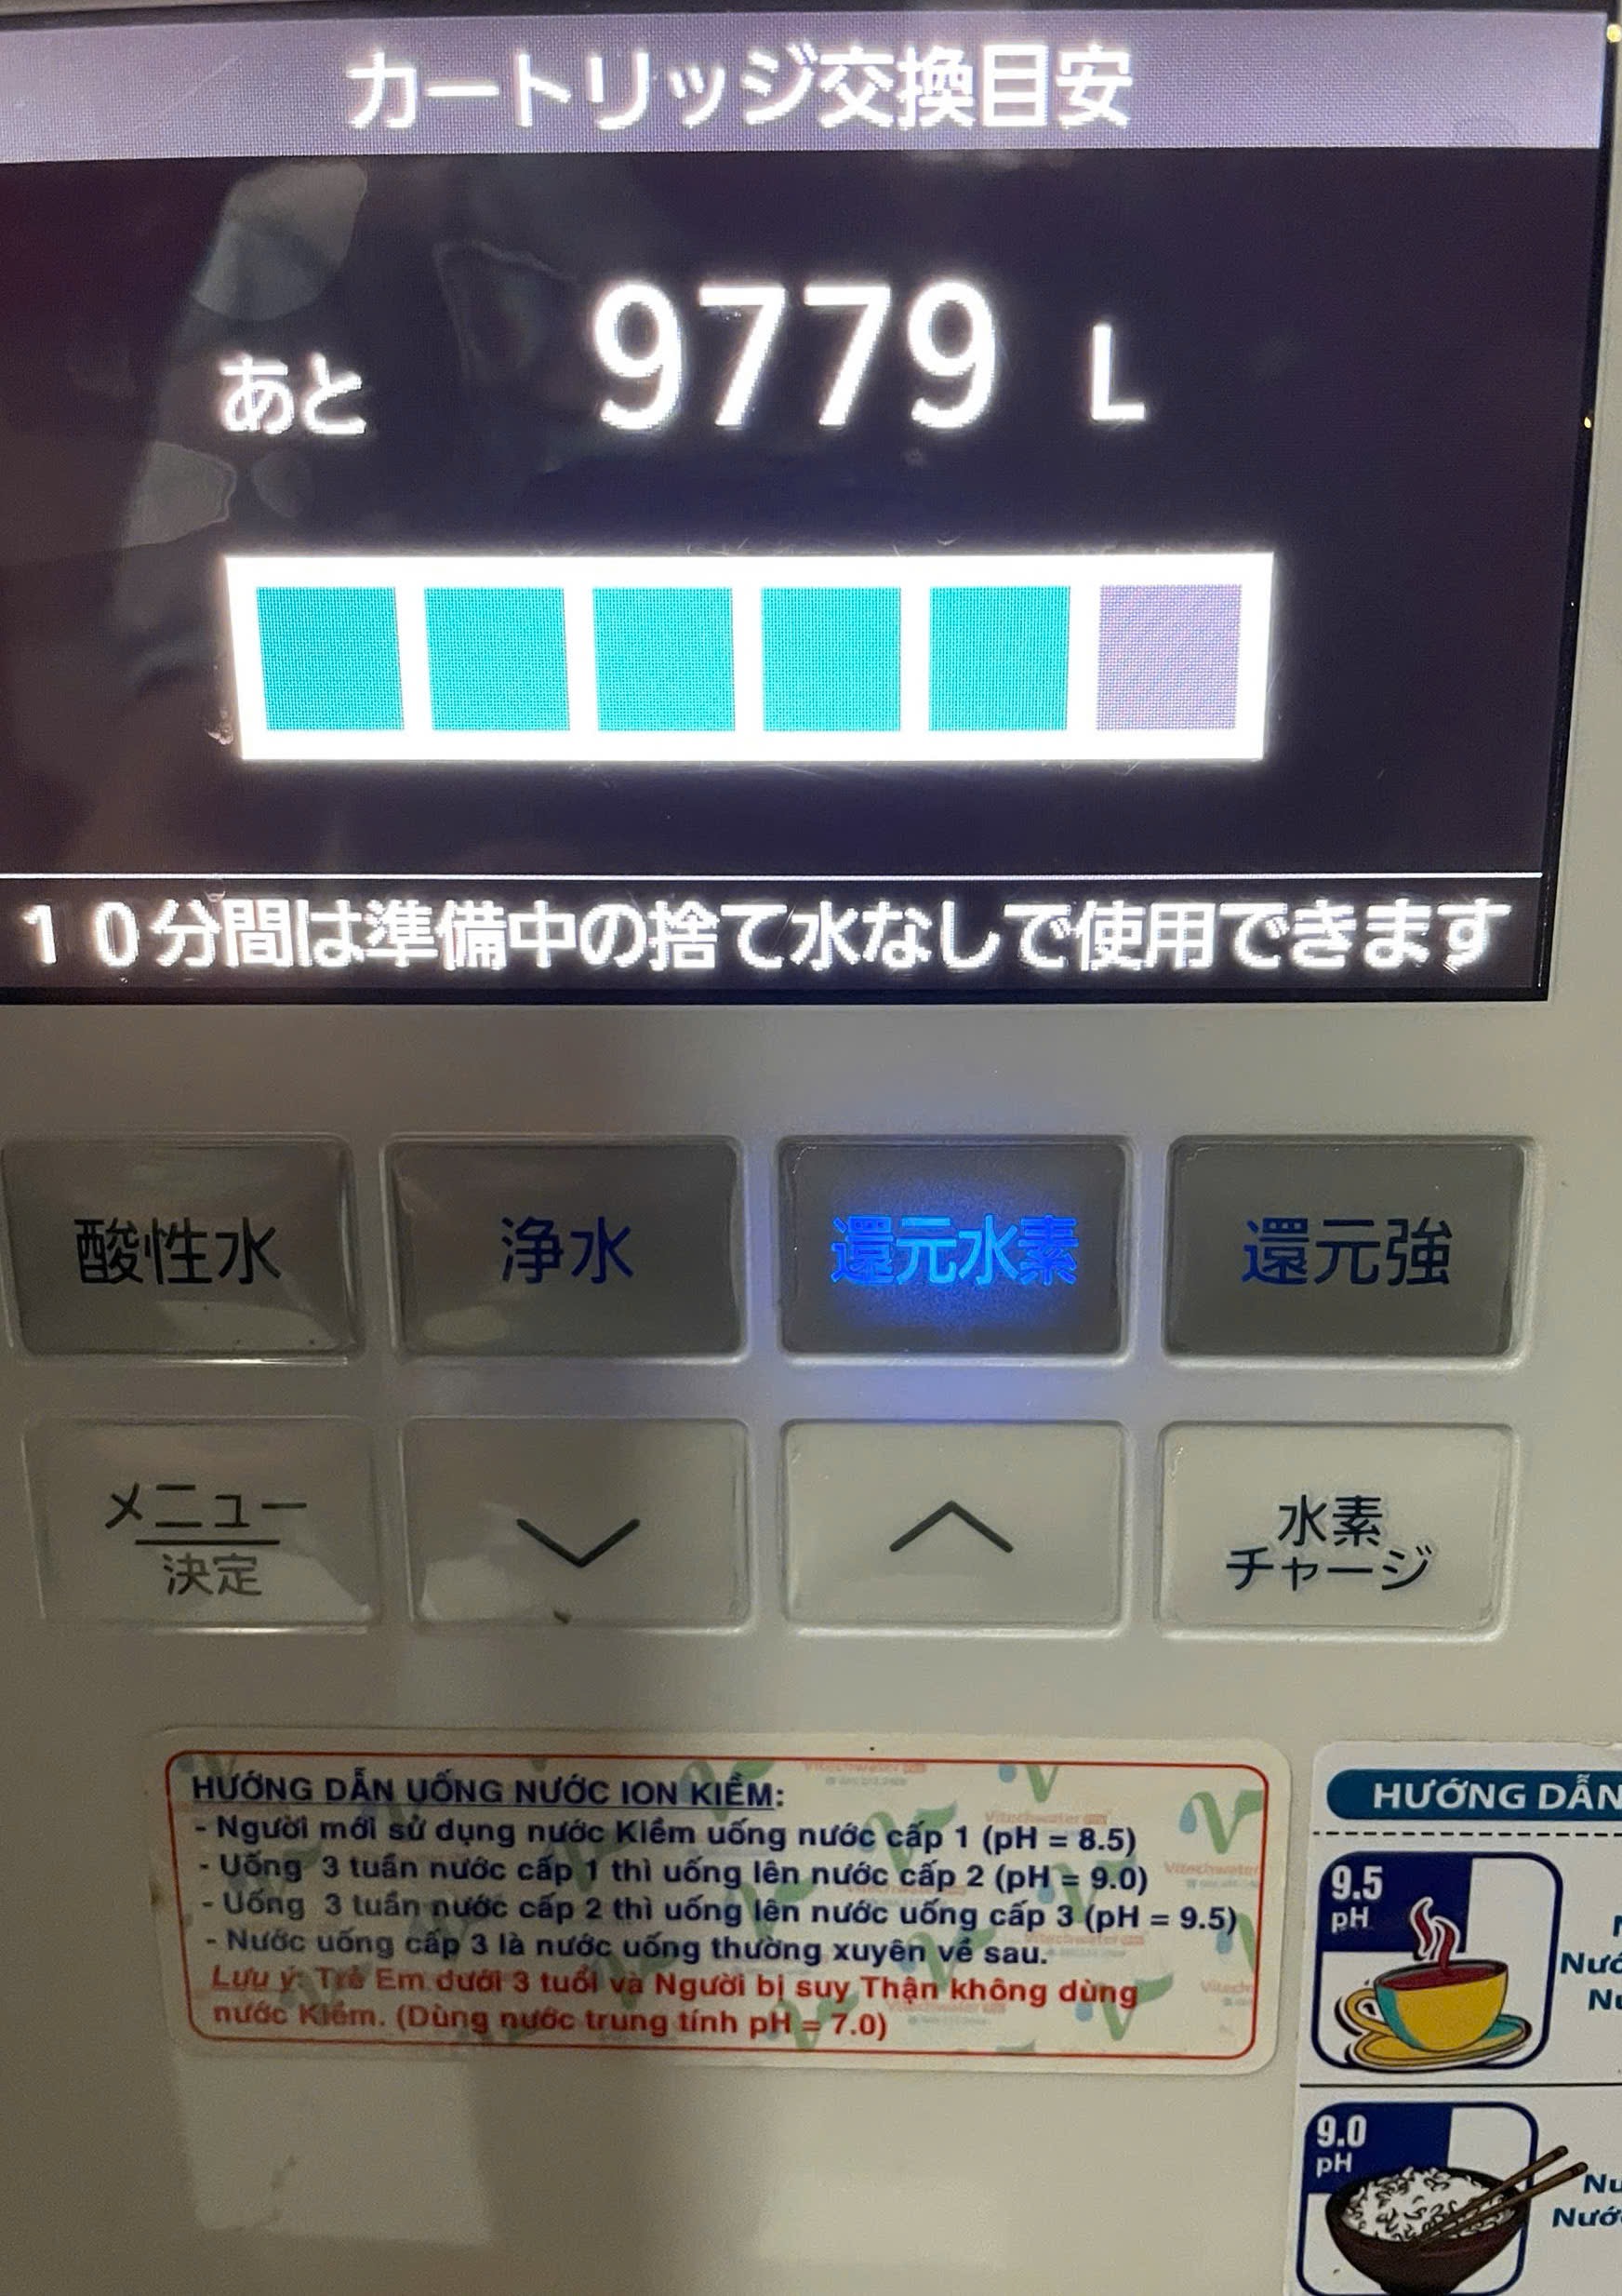 カートリッジ交換目安
あと 9779 L
10分間は準備中の捨て水なしで使用できます
酸性水 浄水 還元水素 還元強
メニュー
決定
水素
チャージ
HƯỚNG DẪN UỐNG NƯỚC ION KIỀM:
- Người mới sử dụng nước Kiềm uống nước cấp 1 (pH = 8.5)
- Uống 3 tuần nước cấp 1 thì uống lên nước cấp 2 (pH = 9.0)
- Uống 3 tuần nước cấp 2 thì uống lên nước uống cấp 3 (pH = 9.5)
- Nước uống cấp 3 là nước uống thường xuyên về sau.
Lưu ý: Trẻ Em dưới 3 tuổi và Người bị suy Thận không dùng
nước Kiềm. (Dùng nước trung tính pH = 7.0)
HƯỚNG DẪN
9.5
pH
9.0
pH